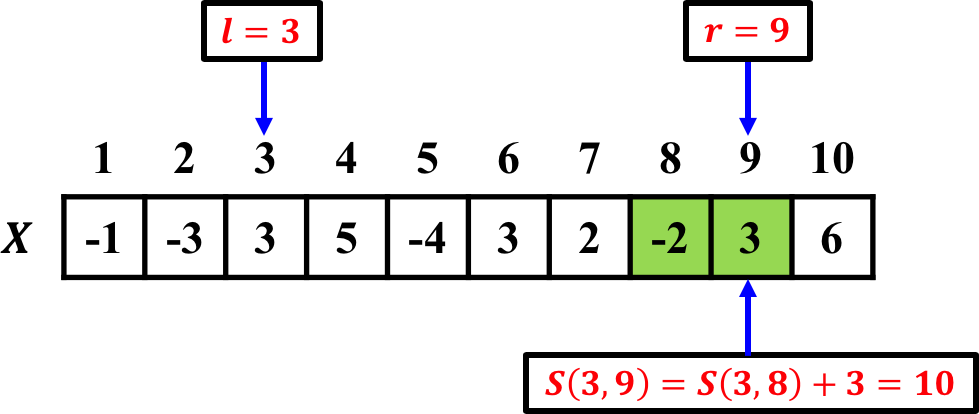 l = 3 r = 9
1 2 3 4 5 6 7 8 9 10
X -1 -3 3 5 -4 3 2 -2 3 6
S(3, 9) = S(3, 8) + 3 = 10